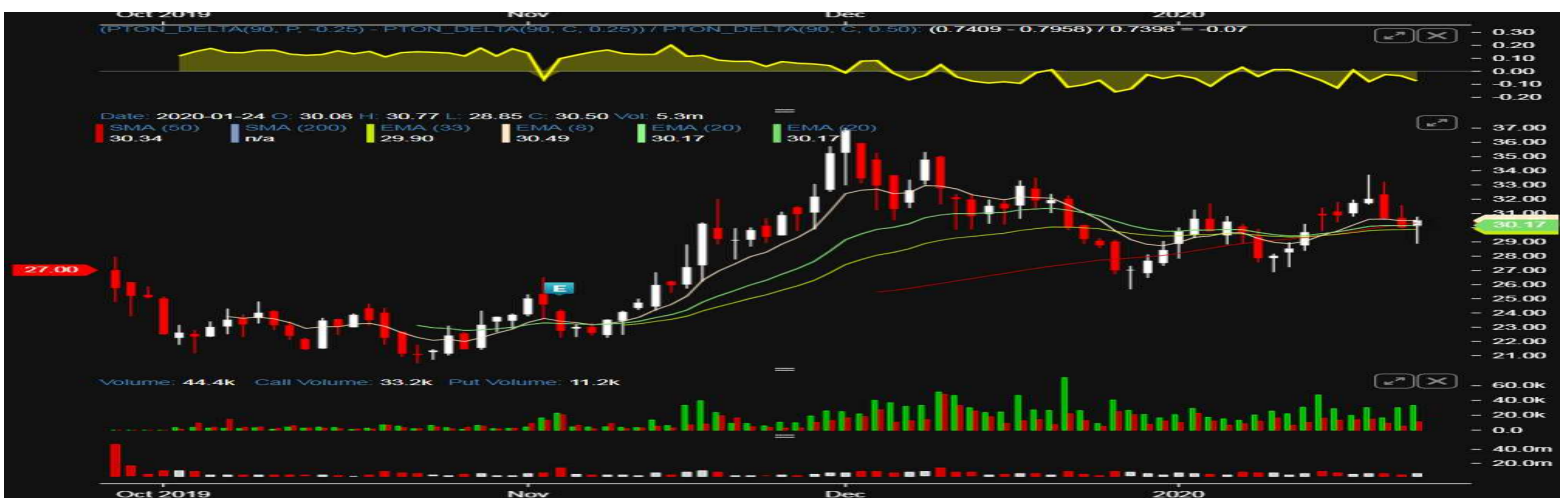 Oct 2019 Nov Dec 2020
(PTON_DELTA(90, P, -0.25) - PTON_DELTA(90, C, 0.25)) / PTON_DELTA(90, C, 0.50): (0.7409 - 0.7958) / 0.7398 = -0.07
0.30
0.20
0.10
0.00
-0.10
-0.20
Date: 2020-01-24 O: 30.08 H: 30.77 L: 28.85 C: 30.50 Vol: 5.3m
SMA (50) SMA (200) EMA (33) EMA (8) EMA (20) EMA (20)
30.34 n/a 29.90 30.49 30.17 30.17
37.00
36.00
35.00
34.00
33.00
32.00
31.00
30.17
29.00
28.00
27.00
27.00
26.00
E
25.00
24.00
23.00
22.00
21.00
Volume: 44.4k Call Volume: 33.2k Put Volume: 11.2k
60.0k
40.0k
20.0k
0.0
40.0m
20.0m
Oct 2019 Nov Dec 2020